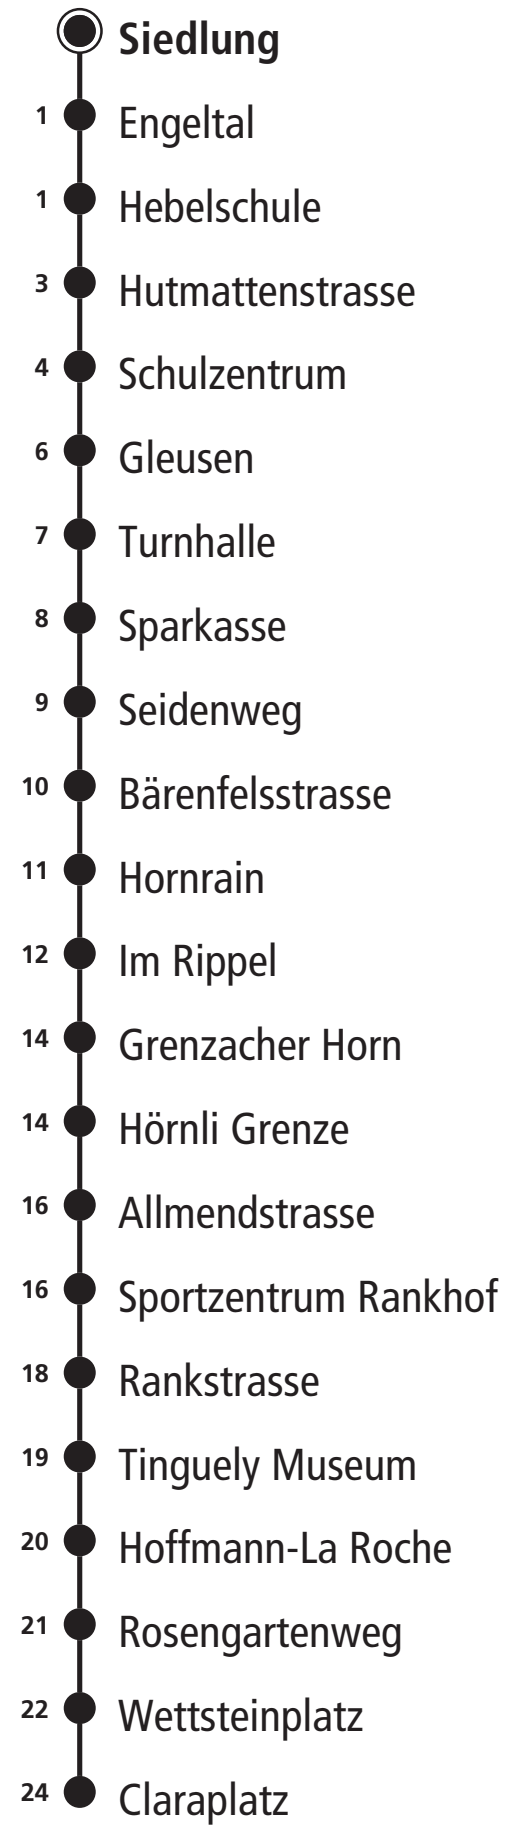 Siedlung
1 Engeltal
1 Hebelschule
3 Hutmattenstrasse
4 Schulzentrum
6 Gleusen
7 Turnhalle
8 Sparkasse
9 Seidenweg
10 Bärenfelsstrasse
11 Hornrain
12 Im Rippel
14 Grenzacher Horn
14 Hörnli Grenze
16 Allmendstrasse
16 Sportzentrum Rankhof
18 Rankstrasse
19 Tinguely Museum
20 Hoffmann-La Roche
21 Rosengartenweg
22 Wettsteinplatz
24 Claraplatz